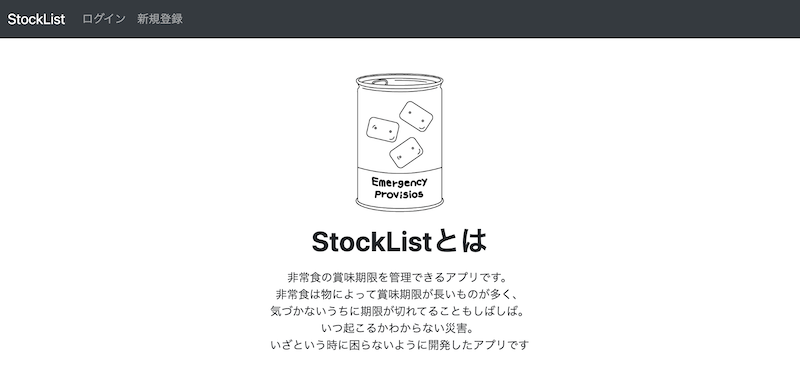 StockList ログイン 新規登録
Emergency
Provisios
StockListとは
非常食の賞味期限を管理できるアプリです。
非常食は物によって賞味期限が長いものが多く、
気づかないうちに期限が切れてることもしばしば。
いつ起こるかわからない災害。
いざという時に困らないように開発したアプリです